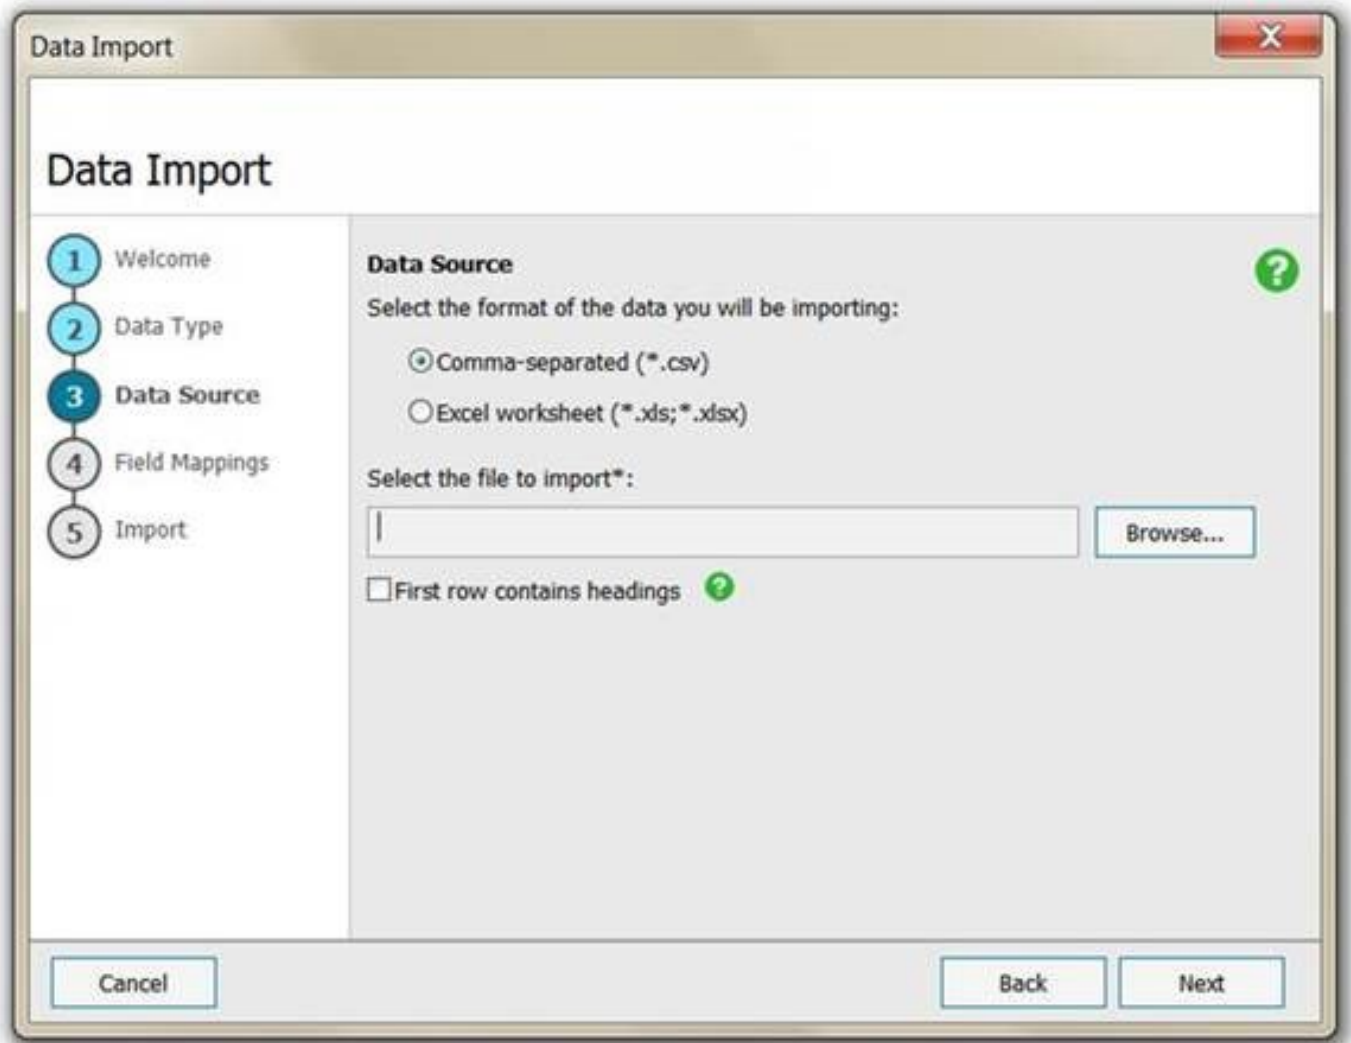 Data Import
Data Import
1 Welcome
2 Data Type
3 Data Source
4 Field Mappings
5 Import
Data Source
?
Select the format of the data you will be importing:
Comma-separated (*.csv)
Excel worksheet (*.xls;*.xlsx)
Select the file to import*:
Browse...
First row contains headings ?
Cancel
Back
Next